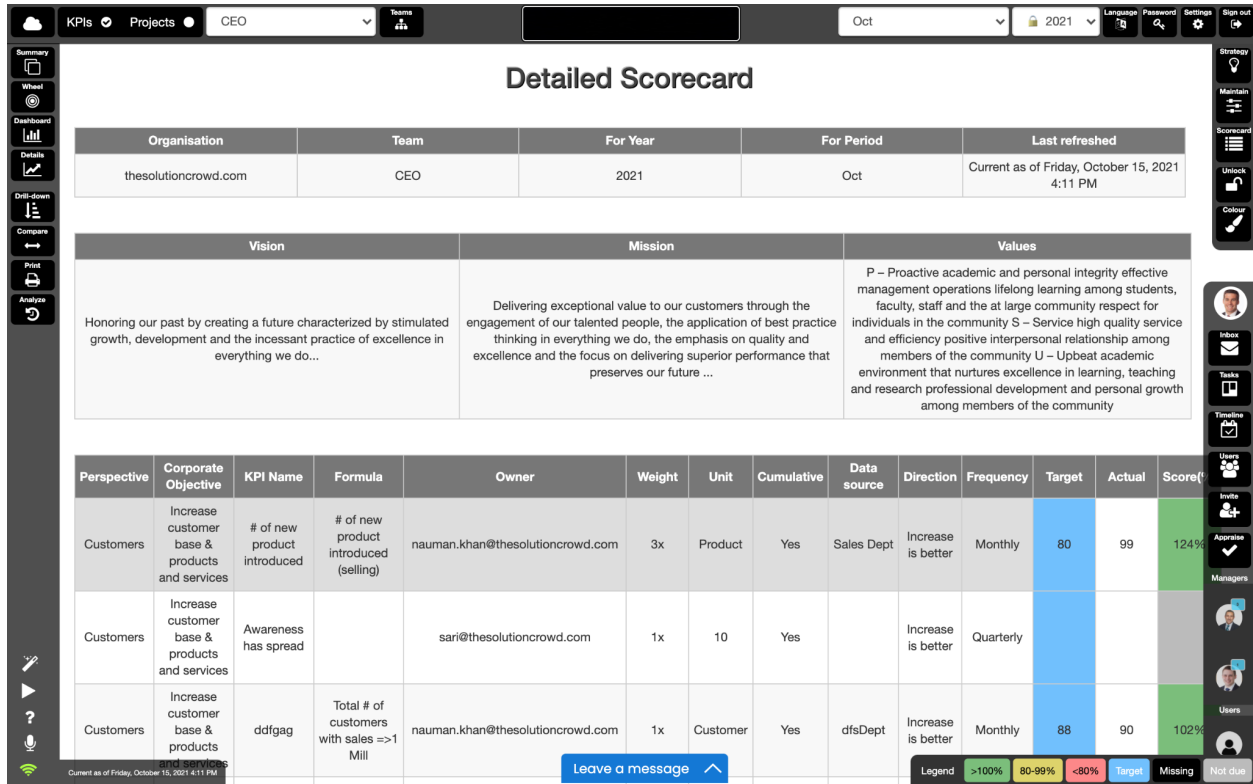 KPIs Projects CEO Teams Oct 2021 Language Password Settings Sign out
Summary
Wheel
Dashboard
Details
Drill-down
Compare
Print
Analyze
Strategy
Maintain
Scorecard
Unlock
Colour
Inbox
Tasks
Timeline
Users
Invite
Appraise
Managers
Users
Detailed Scorecard
Organisation Team For Year For Period Last refreshed
thesolutioncrowd.com CEO 2021 Oct Current as of Friday, October 15, 2021
4:11 PM
Vision Mission Values
Honoring our past by creating a future characterized by stimulated
growth, development and the incessant practice of excellence in
everything we do...
Delivering exceptional value to our customers through the
engagement of our talented people, the application of best practice
thinking in everything we do, the emphasis on quality and
excellence and the focus on delivering superior performance that
preserves our future ...
P – Proactive academic and personal integrity effective
management operations lifelong learning among students,
faculty, staff and the at large community respect for
individuals in the community S – Service high quality service
and efficiency positive interpersonal relationship among
members of the community U – Upbeat academic
environment that nurtures excellence in learning, teaching
and research professional development and personal growth
among members of the community
Perspective
Corporate
Objective
KPI Name
Formula
Owner
Weight
Unit
Cumulative
Data
source
Direction
Frequency
Target
Actual
Score(%
Customers
Increase
customer
base &
products
and services
# of new
product
introduced
# of new
product
introduced
(selling)
nauman.khan@thesolutioncrowd.com
3x
Product
Yes
Sales Dept
Increase
is better
Monthly
80
99
124%
Customers
Increase
customer
base &
products
and services
Awareness
has spread
sari@thesolutioncrowd.com
1x
10
Yes
Increase
is better
Quarterly
Customers
Increase
customer
base &
products
and services
ddfgag
Total # of
customers
with sales =>1
Mill
nauman.khan@thesolutioncrowd.com
1x
Customer
Yes
dfsDept
Increase
is better
Monthly
88
90
102%
?
Current as of Friday, October 15, 2021 4:11 PM
Leave a message
Legend >100% 80-99% <80% Target Missing Not due